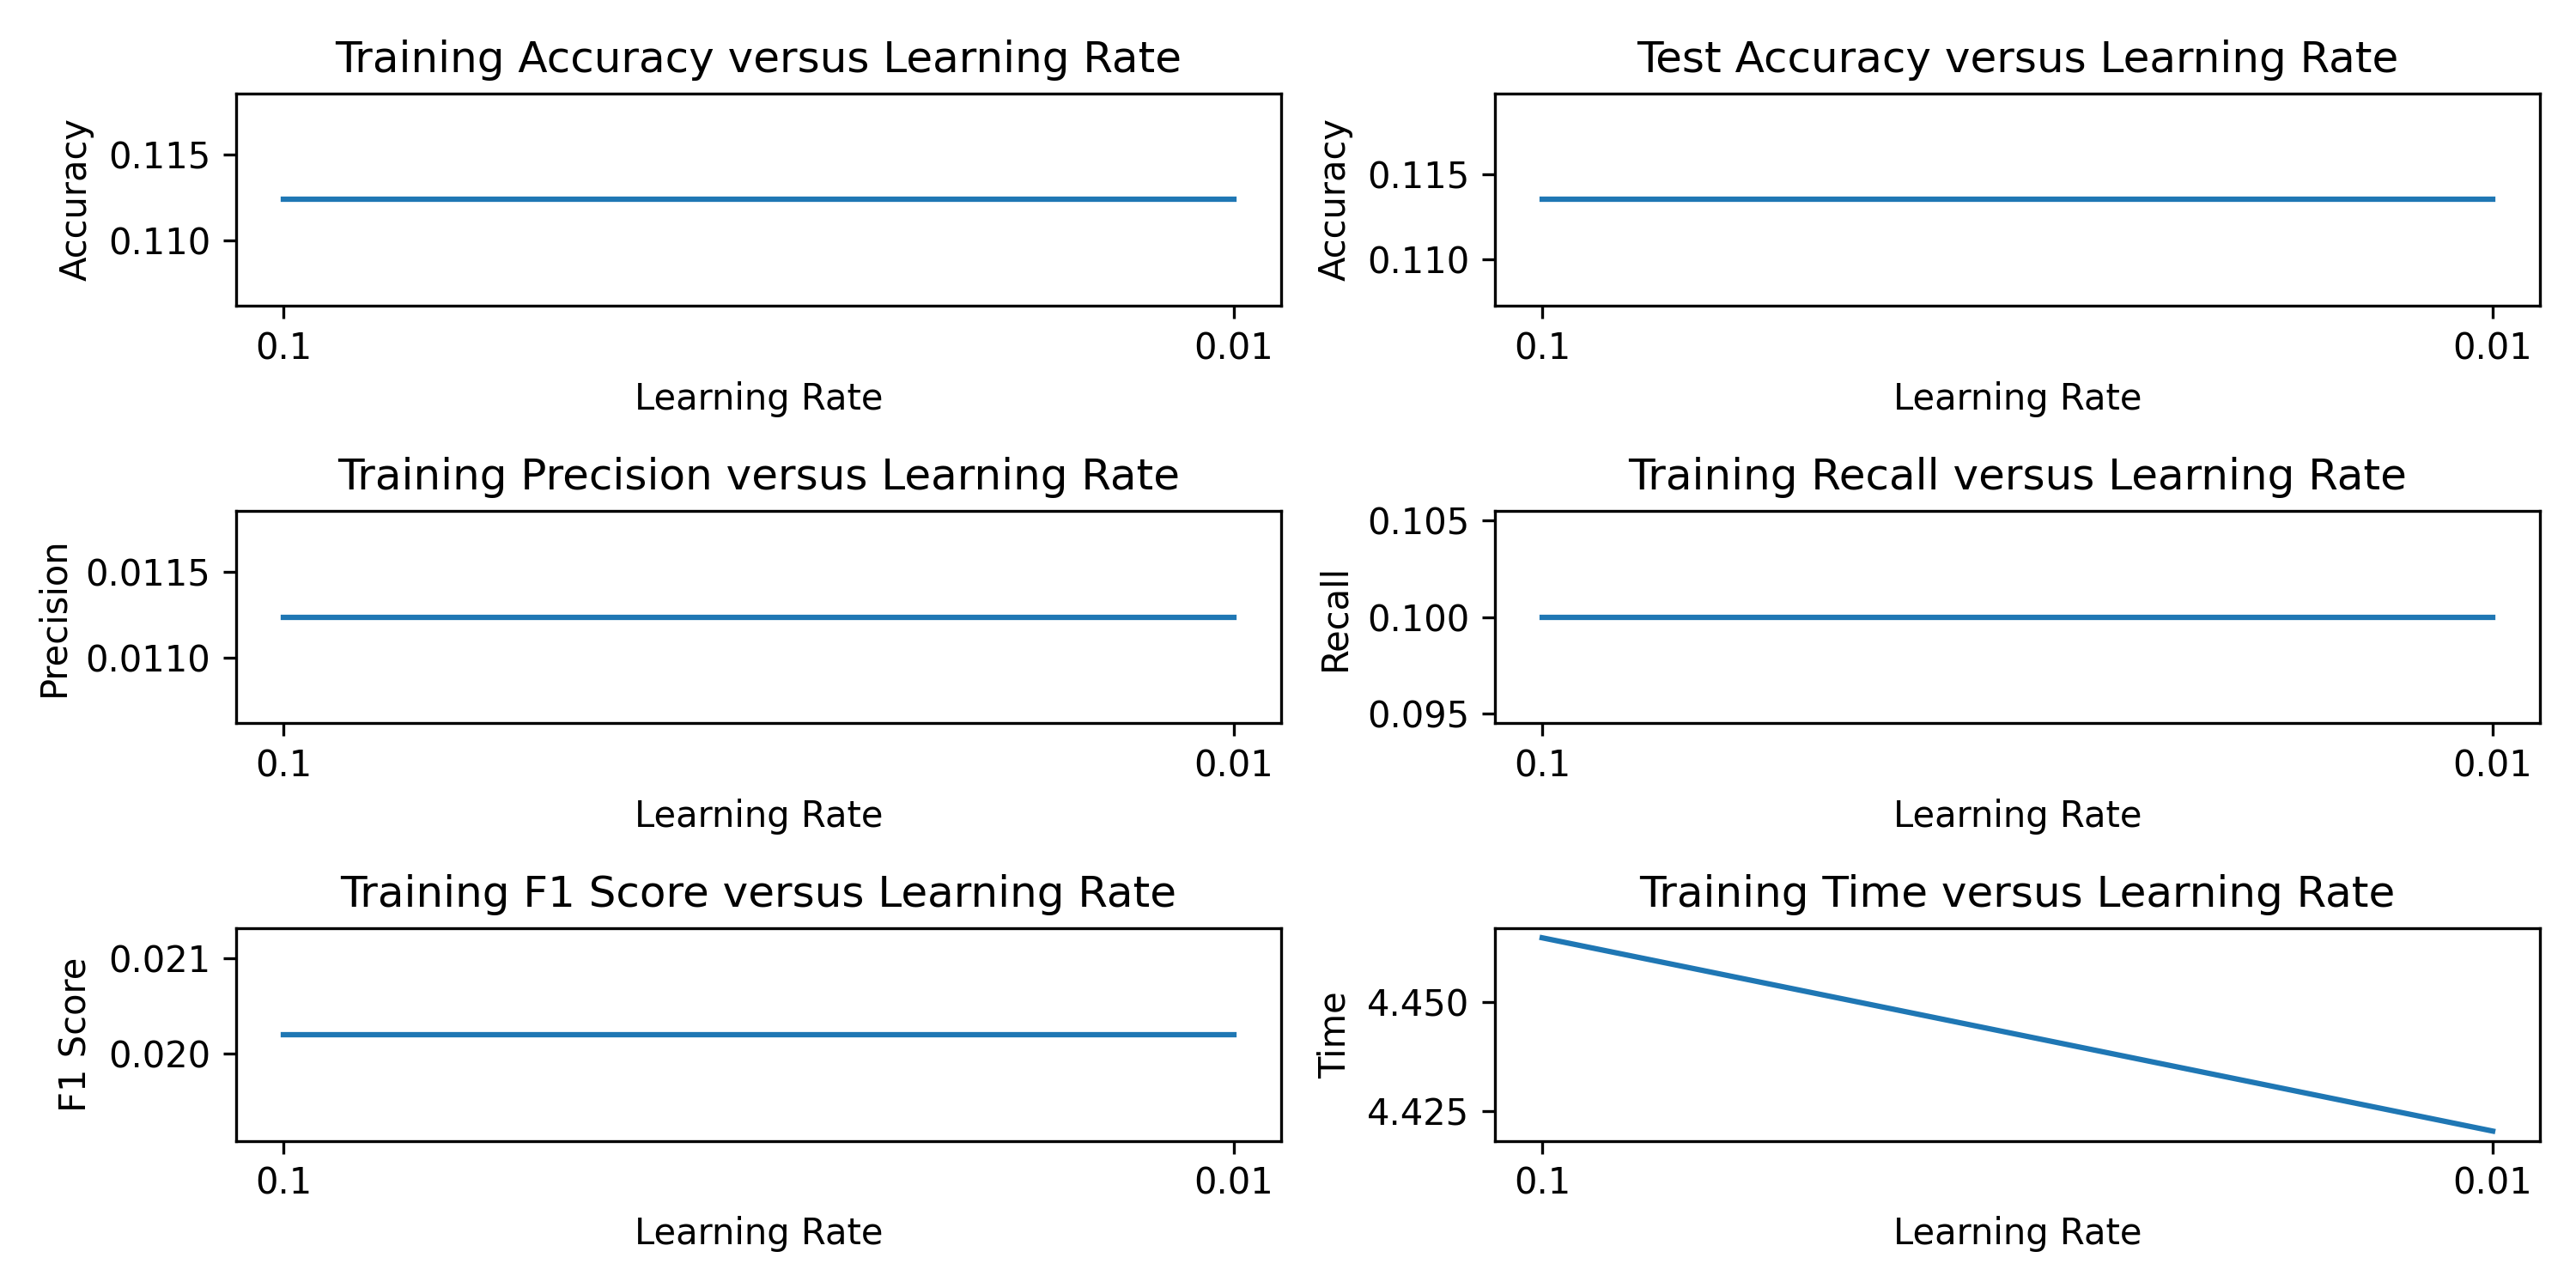 Training Accuracy versus Learning Rate
Accuracy
0.115
0.110
0.1
0.01
Learning Rate
Test Accuracy versus Learning Rate
Accuracy
0.115
0.110
0.1
0.01
Learning Rate
Training Precision versus Learning Rate
Precision
0.0115
0.0110
0.1
0.01
Learning Rate
Training Recall versus Learning Rate
Recall
0.105
0.100
0.095
0.1
0.01
Learning Rate
Training F1 Score versus Learning Rate
F1 Score
0.021
0.020
0.1
0.01
Learning Rate
Training Time versus Learning Rate
Time
4.450
4.425
0.1
0.01
Learning Rate